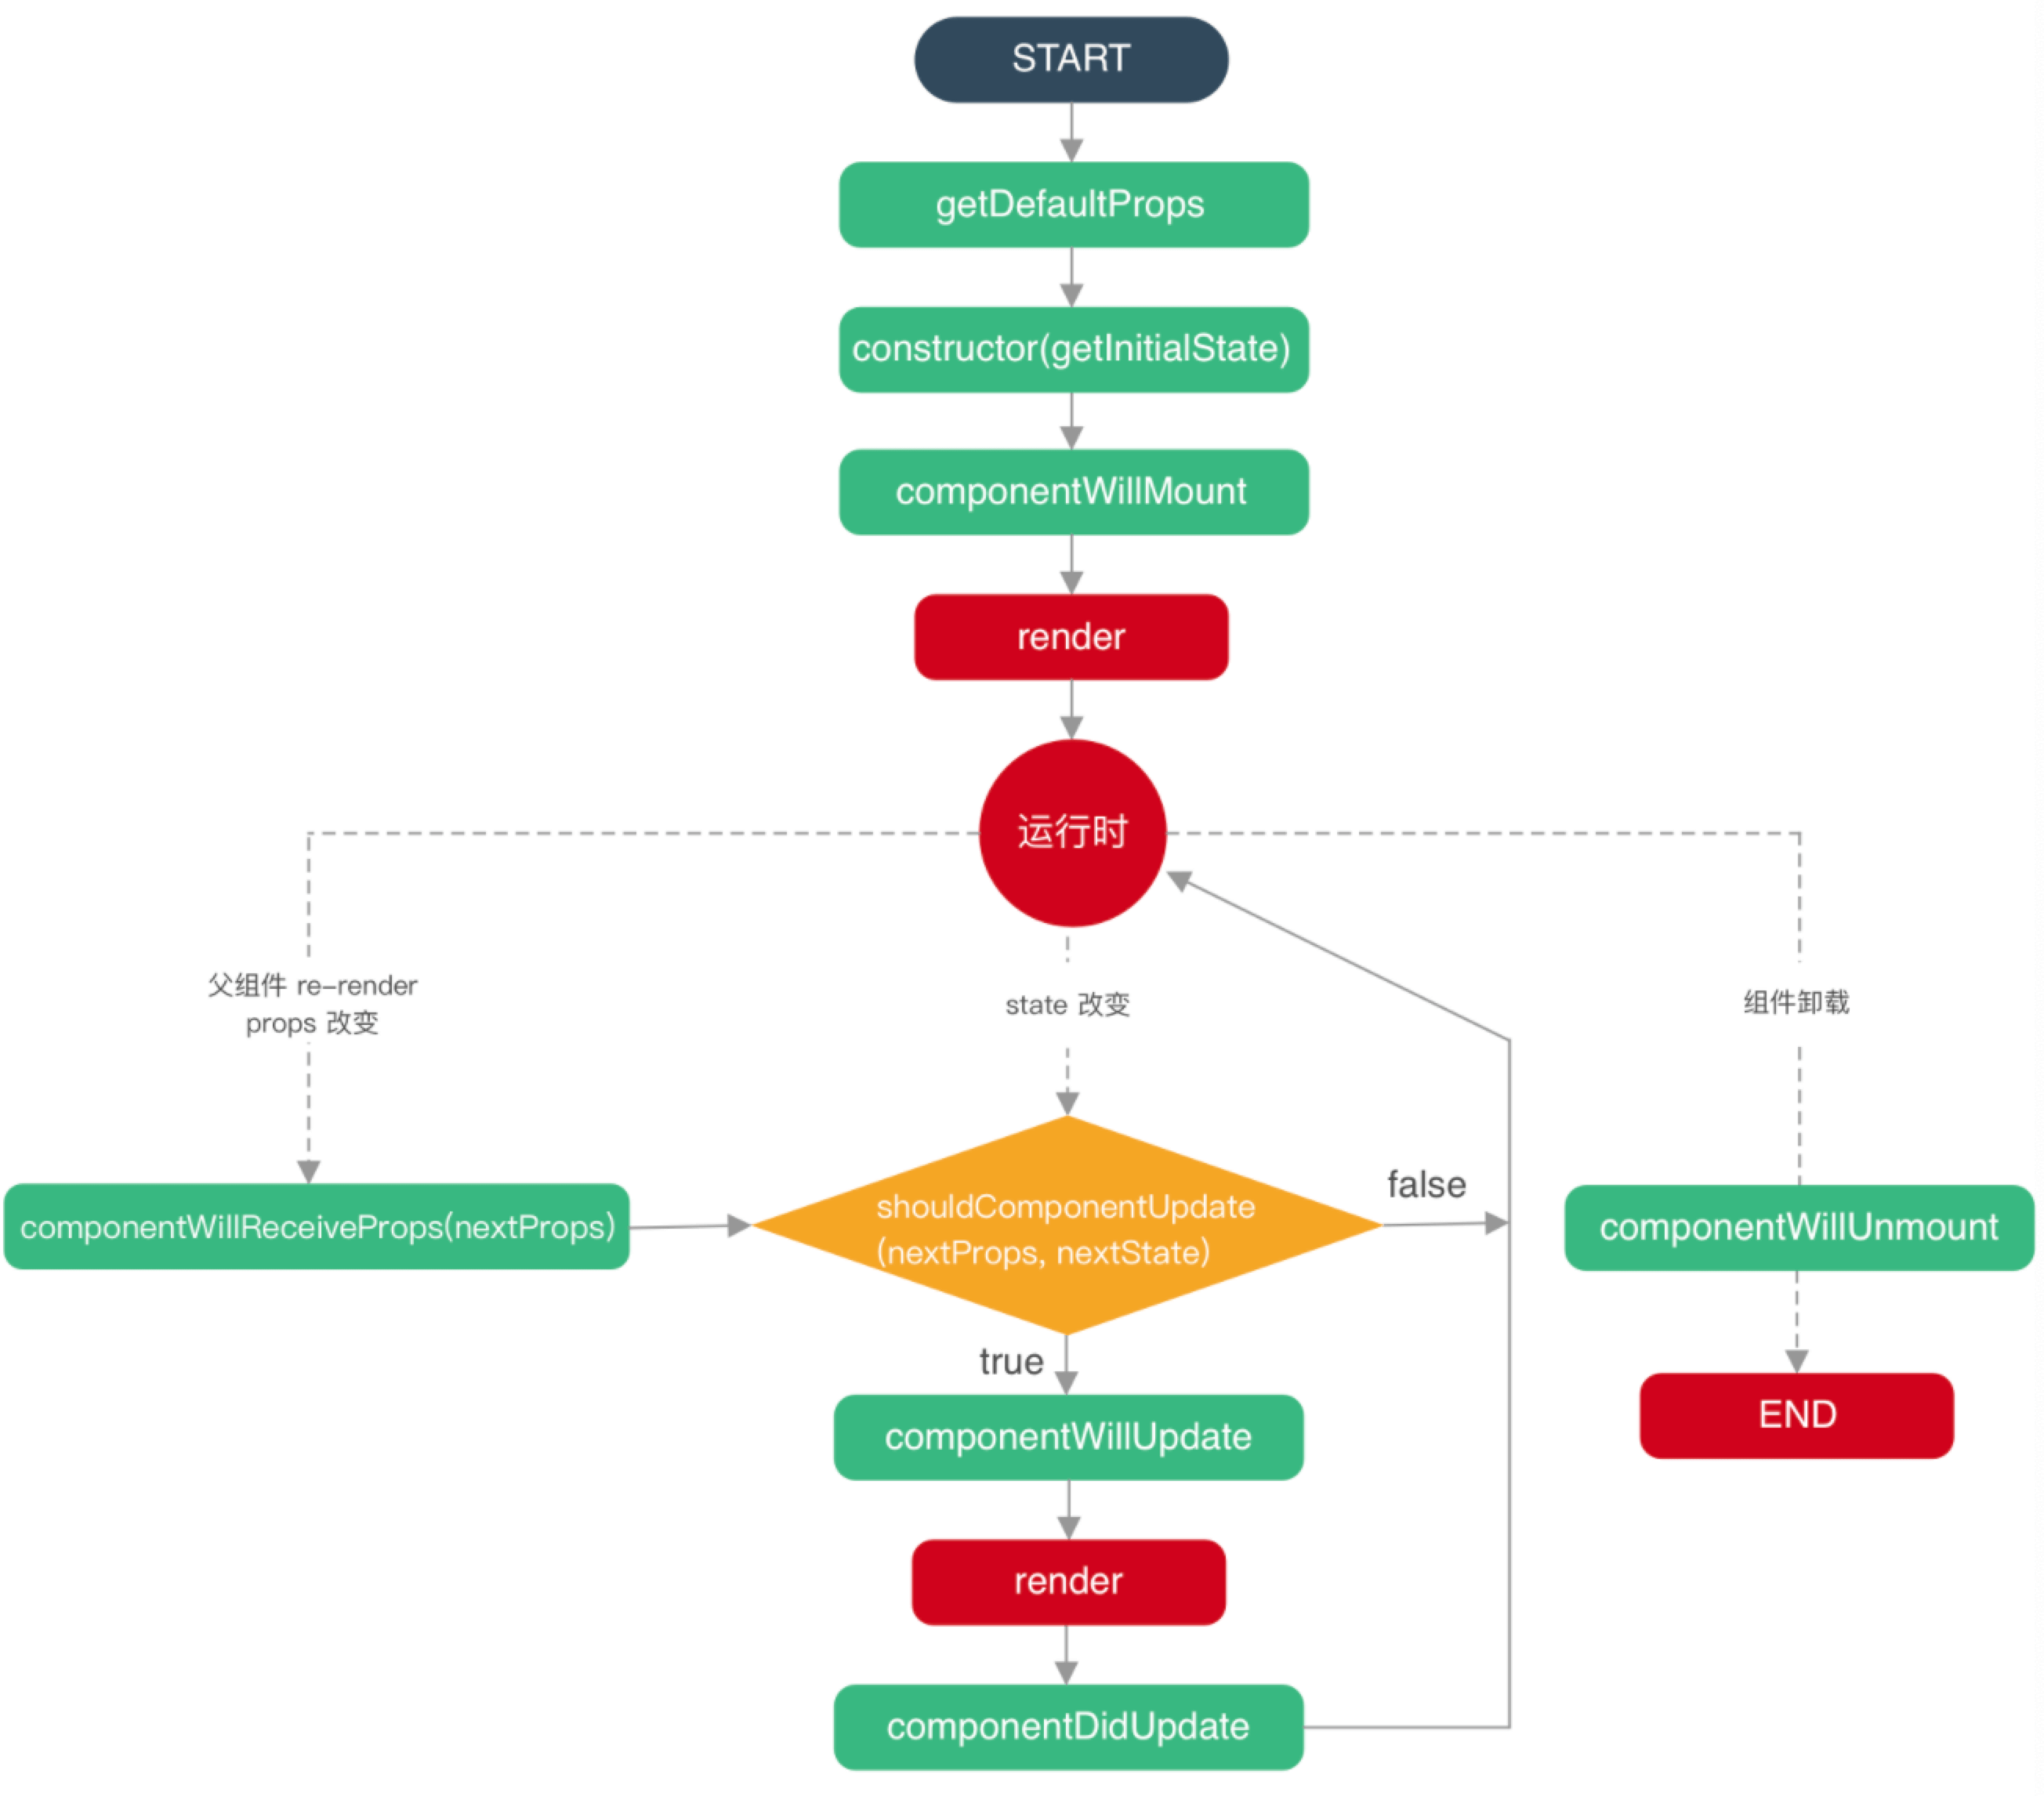 START
getDefaultProps
constructor(getInitialState)
componentWillMount
render
运行时
父组件 re-render
props 改变
state 改变
组件卸载
componentWillReceiveProps(nextProps)
shouldComponentUpdate
(nextProps, nextState)
false
componentWillUnmount
true
END
componentWillUpdate
render
componentDidUpdate